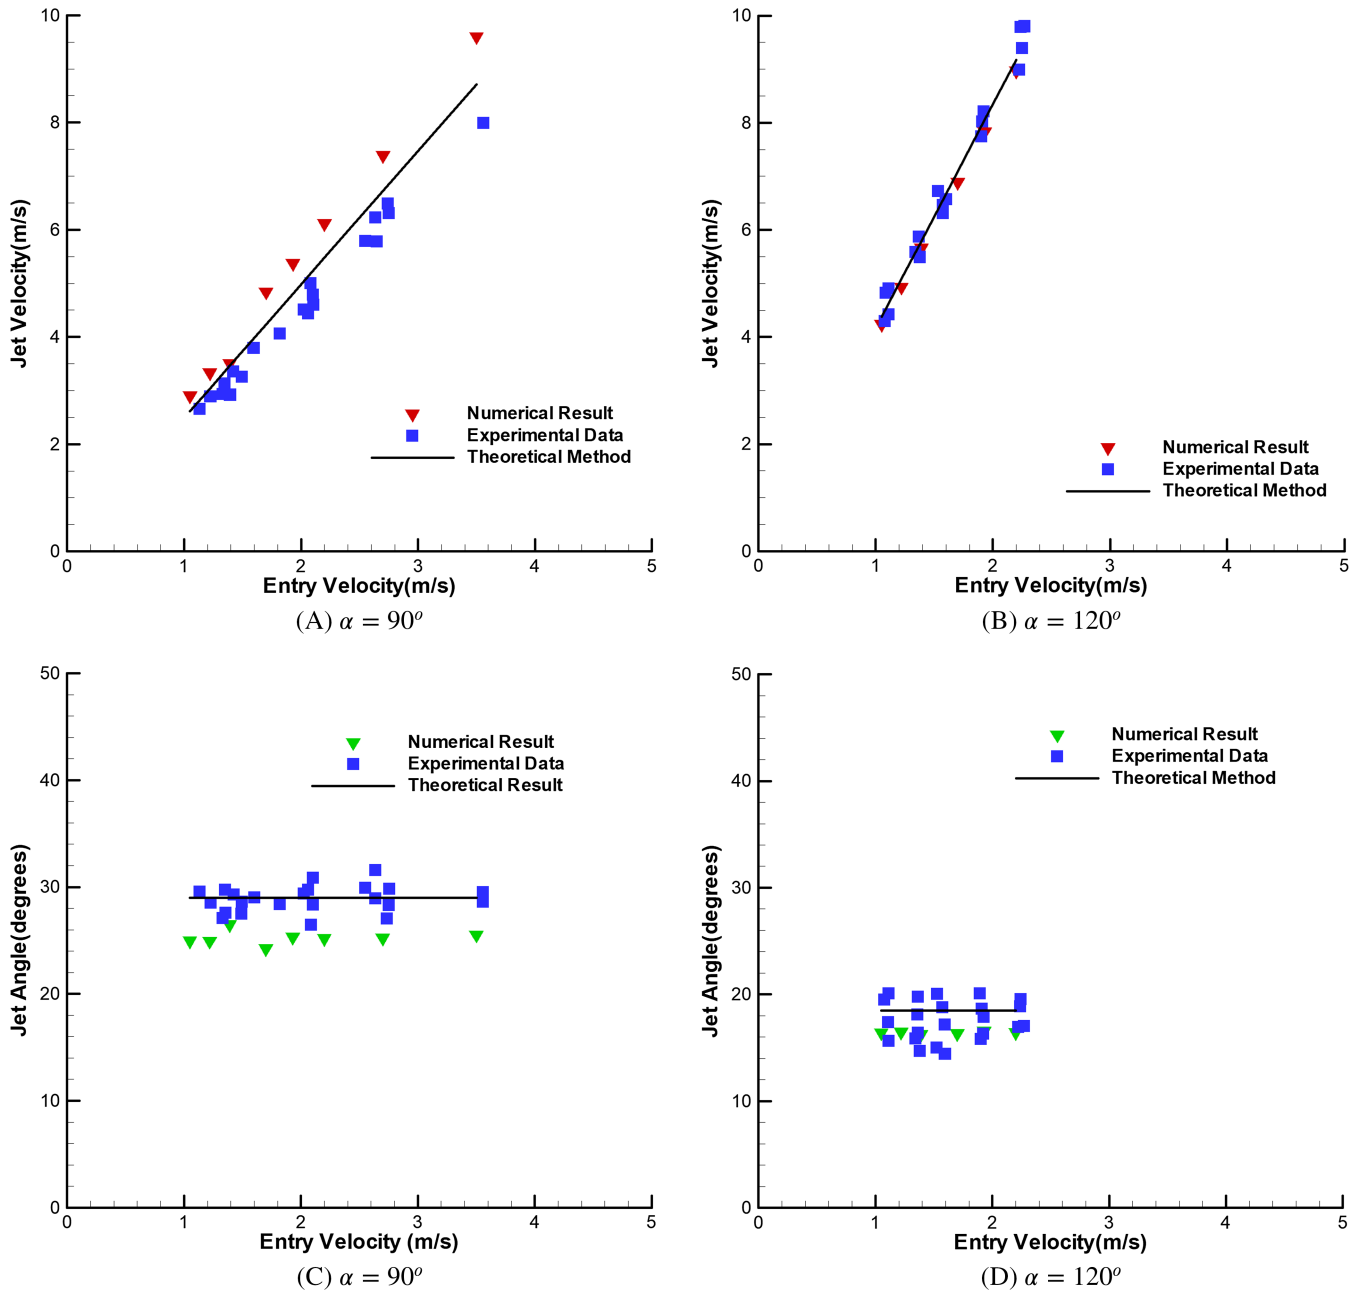 10
8
6
4
2
0
0 1 2 3 4 5
Jet Velocity(m/s)
Numerical Result
Experimental Data
Theoretical Method
Entry Velocity(m/s)
(A) α = 90°
10
8
6
4
2
0
0 1 2 3 4 5
Jet Velocity(m/s)
Numerical Result
Experimental Data
Theoretical Method
Entry Velocity(m/s)
(B) α = 120°
50
40
30
20
10
0
0 1 2 3 4 5
Jet Angle(degrees)
Numerical Result
Experimental Data
Theoretical Result
Entry Velocity (m/s)
(C) α = 90°
50
40
30
20
10
0
0 1 2 3 4 5
Jet Angle(degrees)
Numerical Result
Experimental Data
Theoretical Method
Entry Velocity(m/s)
(D) α = 120°